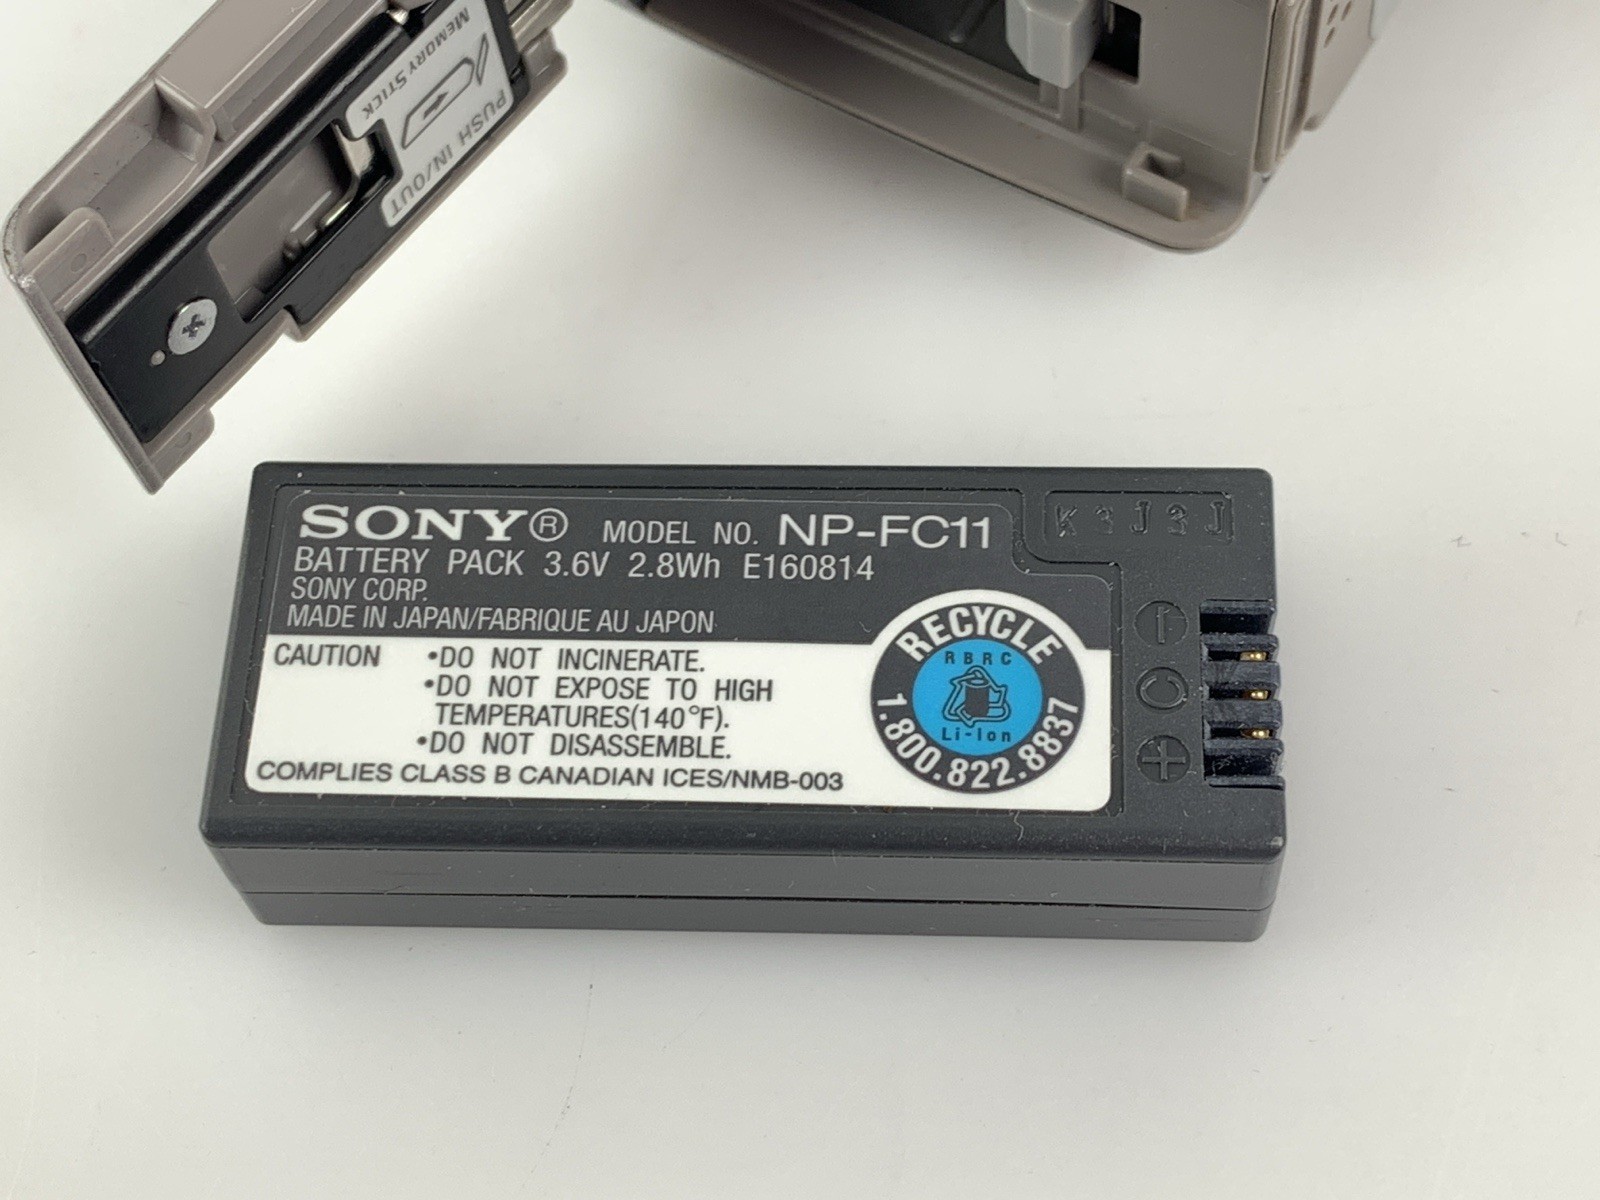 MEMORY STICK
PUSH IN/OUT
SONY® MODEL NO. NP-FC11
BATTERY PACK 3.6V 2.8Wh E160814
SONY CORP.
MADE IN JAPAN/FABRIQUE AU JAPON
K3J3J
CAUTION •DO NOT INCINERATE.
•DO NOT EXPOSE TO HIGH
TEMPERATURES(140°F).
•DO NOT DISASSEMBLE.
COMPLIES CLASS B CANADIAN ICES/NMB-003
RECYCLE
RBRC
Li-Ion
1.800.822.8837
-
C
+